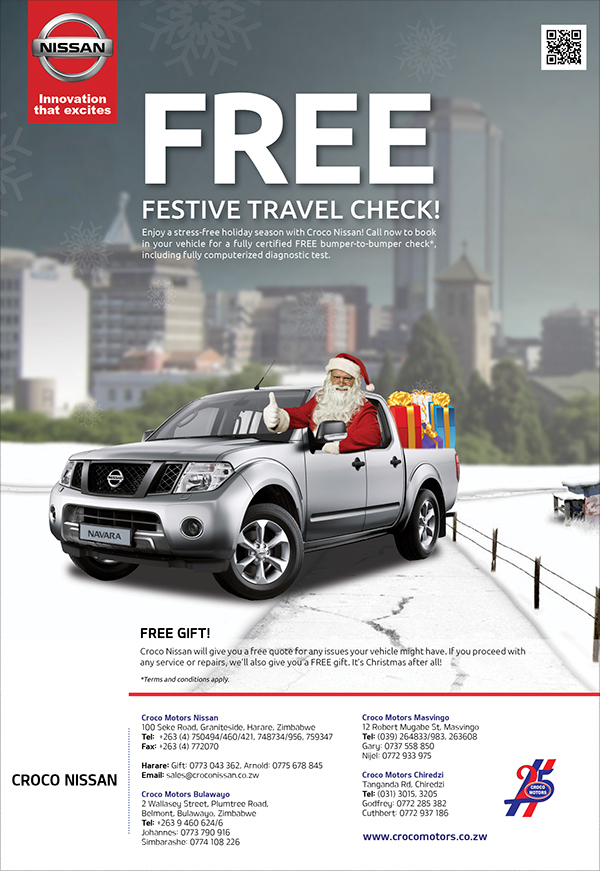 NISSAN
Innovation
that excites
FREE
FESTIVE TRAVEL CHECK!
Enjoy a stress-free holiday season with Croco Nissan! Call now to book
in your vehicle for a fully certified FREE bumper-to-bumper check*,
including fully computerized diagnostic test.
NAVARA
FREE GIFT!
Croco Nissan will give you a free quote for any issues your vehicle might have. If you proceed with
any service or repairs, we'll also give you a FREE gift. It's Christmas after all!
*Terms and conditions apply.
CROCO NISSAN
Croco Motors Nissan
100 Seke Road, Graniteside, Harare, Zimbabwe
Tel: +263 (4) 750494/460/421, 748734/956, 759347
Fax: +263 (4) 772070
Harare: Gift: 0773 043 362, Arnold: 0775 678 845
Email: sales@croconissan.co.zw
Croco Motors Bulawayo
2 Wallasey Street, Plumtree Road,
Belmont, Bulawayo, Zimbabwe
Tel: +263 9 460 624/6
Johannes: 0773 790 916
Simbarashe: 0774 108 226
Croco Motors Masvingo
12 Robert Mugabe St, Masvingo
Tel: (039) 264833/983, 263608
Gary: 0737 558 850
Nijel: 0772 933 975
Croco Motors Chiredzi
Tanganda Rd, Chiredzi
Tel: (031) 3015, 3205
Godfrey: 0772 285 382
Cuthbert: 0772 937 186
www.crocomotors.co.zw
25
CROCO
MOTORS